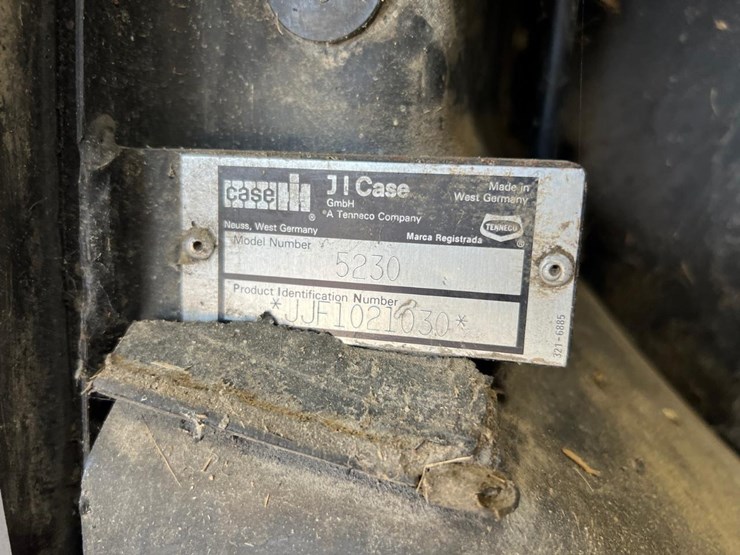 case IH ®
J I Case
GmbH
*A Tenneco Company
Made in
West Germany
TENNECO ®
Neuss, West Germany
Marca Registrada
Model Number
5230
Product Identification Number
*JJF1021030*
321-6885